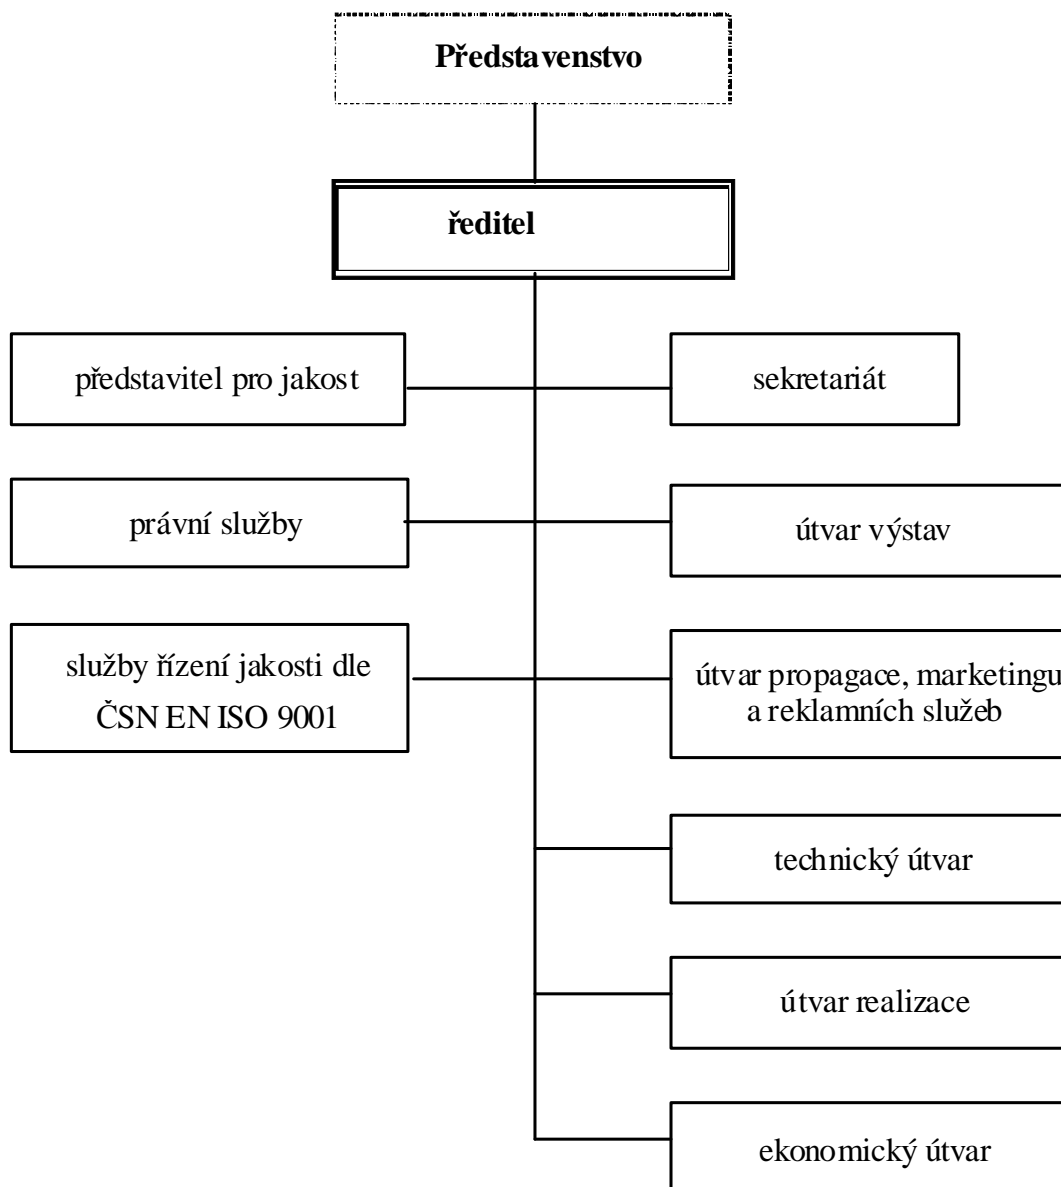 Představenstvo
ředitel
představitel pro jakost
sekretariát
právní služby
útvar výstav
služby řízení jakosti dle
ČSN EN ISO 9001
útvar propagace, marketingu
a reklamních služeb
technický útvar
útvar realizace
ekonomický útvar